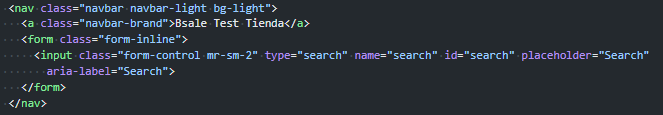 <nav class="navbar navbar-light bg-light">
<a class="navbar-brand">Bsale Test Tienda</a>
<form class="form-inline">
<input class="form-control mr-sm-2" type="search" name="search" id="search" placeholder="Search"
aria-label="Search">
</form>
</nav>